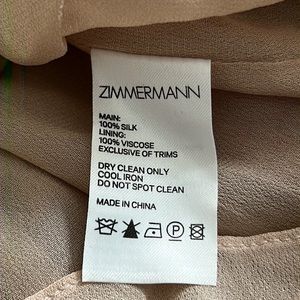 ZIMMERMANN
MAIN:
100% SILK
LINING:
100% VISCOSE
EXCLUSIVE OF TRIMS
DRY CLEAN ONLY
COOL IRON
DO NOT SPOT CLEAN
MADE IN CHINA
P